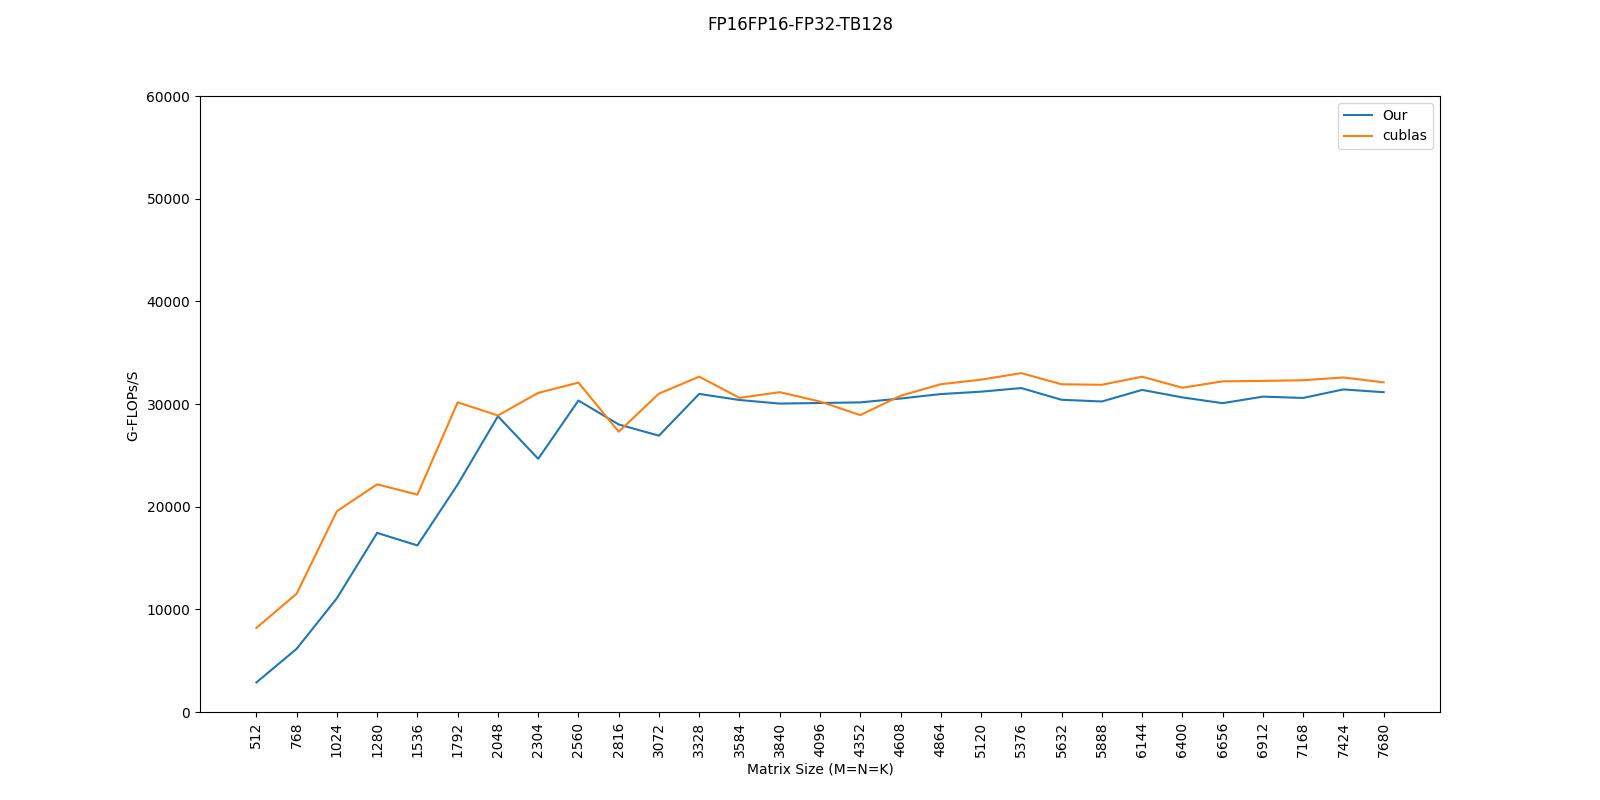 FP16FP16-FP32-TB128
60000
50000
40000
30000
20000
10000
0
G-FLOPs/S
Our
cublas
512 768 1024 1280 1536 1792 2048 2304 2560 2816 3072 3328 3584 3840 4096 4352 4608 4864 5120 5376 5632 5888 6144 6400 6656 6912 7168 7424 7680
Matrix Size (M=N=K)